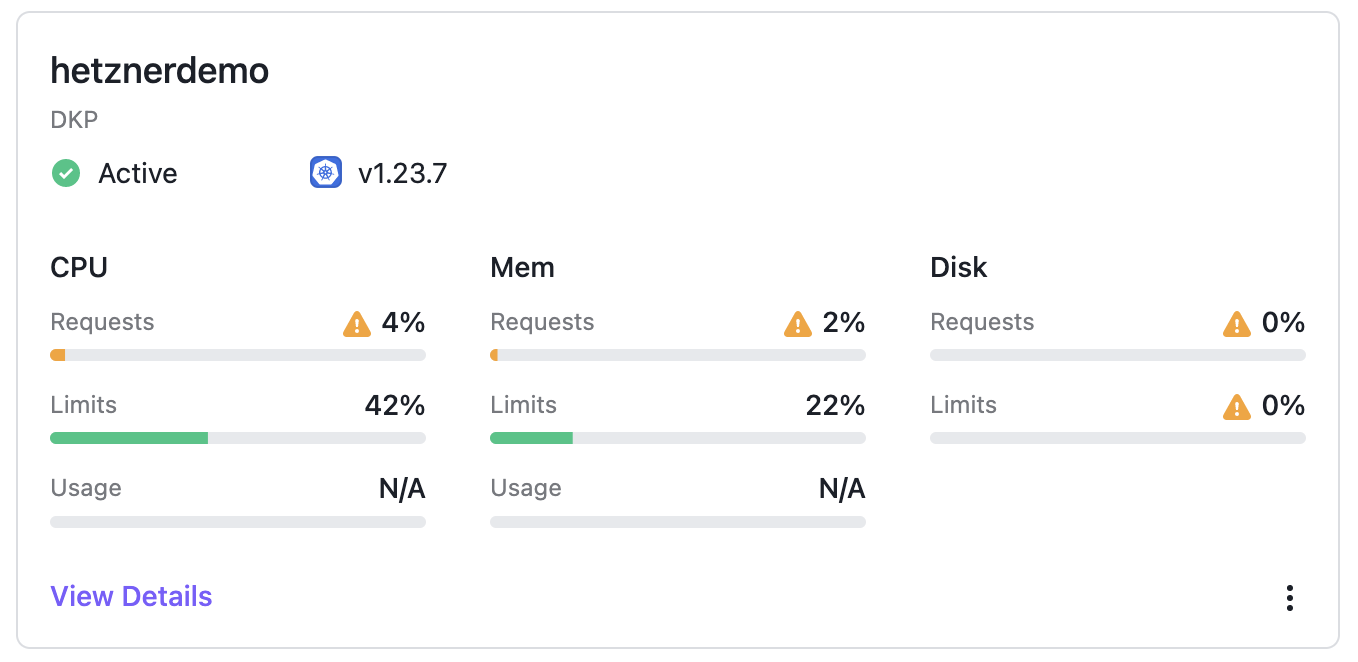 hetznerdemo
DKP
Active v1.23.7
CPU Mem Disk
Requests 4% Requests 2% Requests 0%
Limits 42% Limits 22% Limits 0%
Usage N/A Usage N/A
View Details